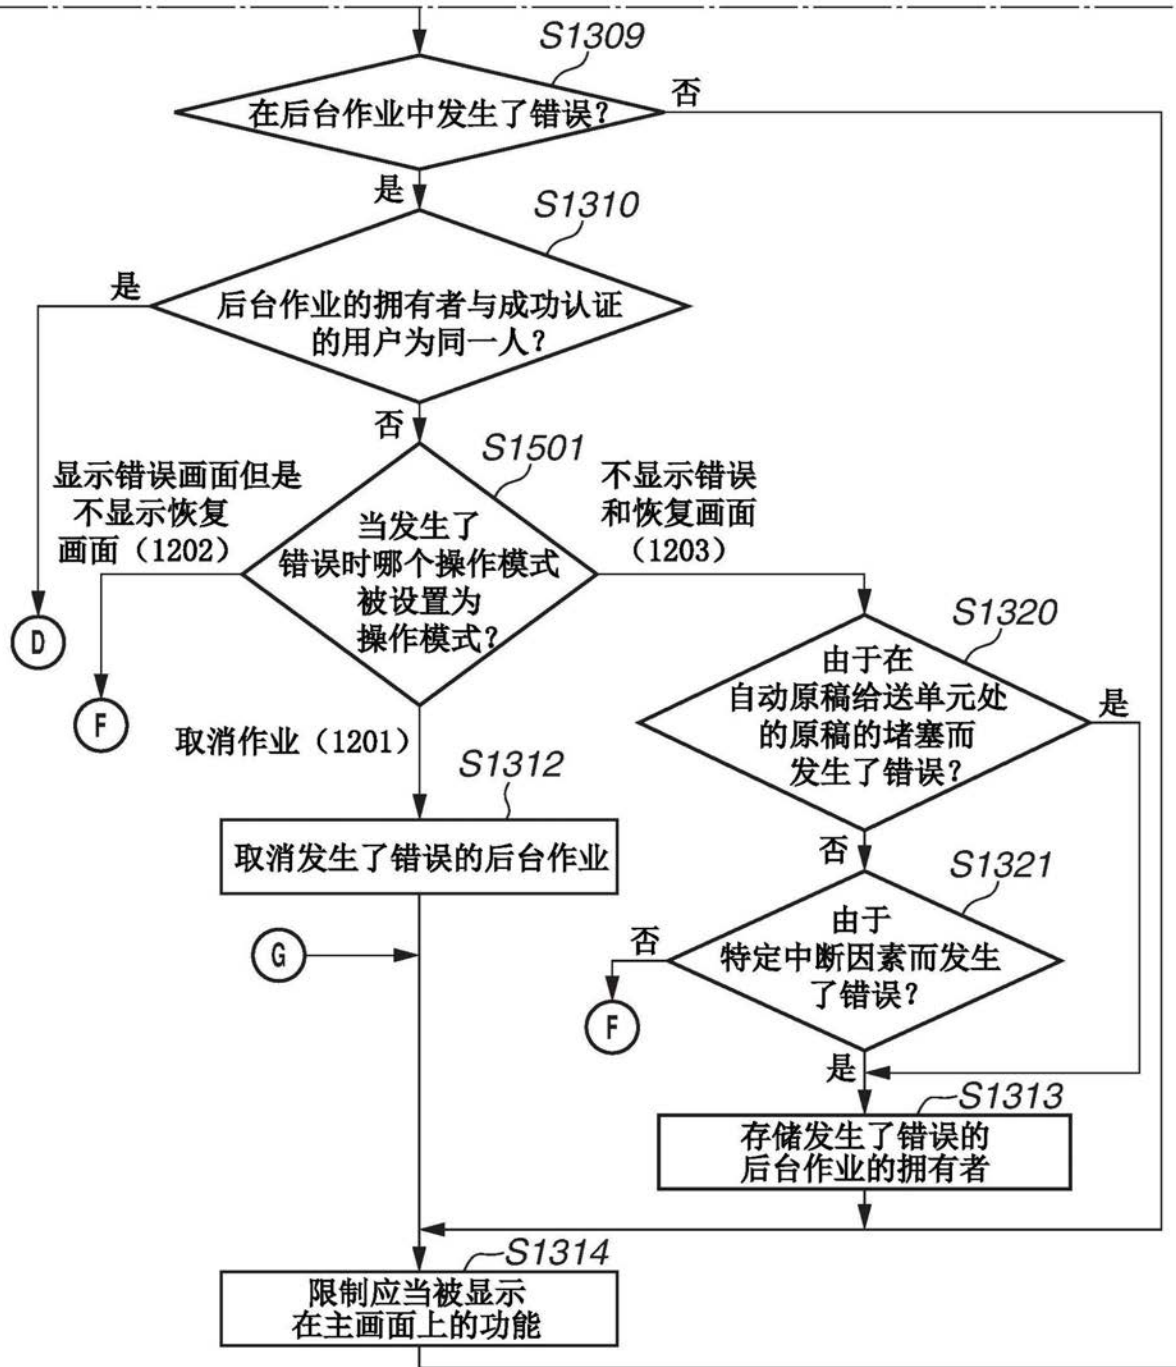 S1309
否
在后台作业中发生了错误？
是
S1310
是
后台作业的拥有者与成功认证
的用户为同一人？
否
S1501
显示错误画面但是
不显示恢复
画面（1202）
不显示错误
和恢复画面
（1203）
当发生了
错误时哪个操作模式
被设置为
操作模式？
D
F
S1320
由于在
自动原稿给送单元处
的原稿的堵塞而
发生了错误？
是
取消作业（1201）
S1312
取消发生了错误的后台作业
否
S1321
G
由于
特定中断因素而发生
了错误？
否
F
是
S1313
存储发生了错误的
后台作业的拥有者
S1314
限制应当被显示
在主画面上的功能